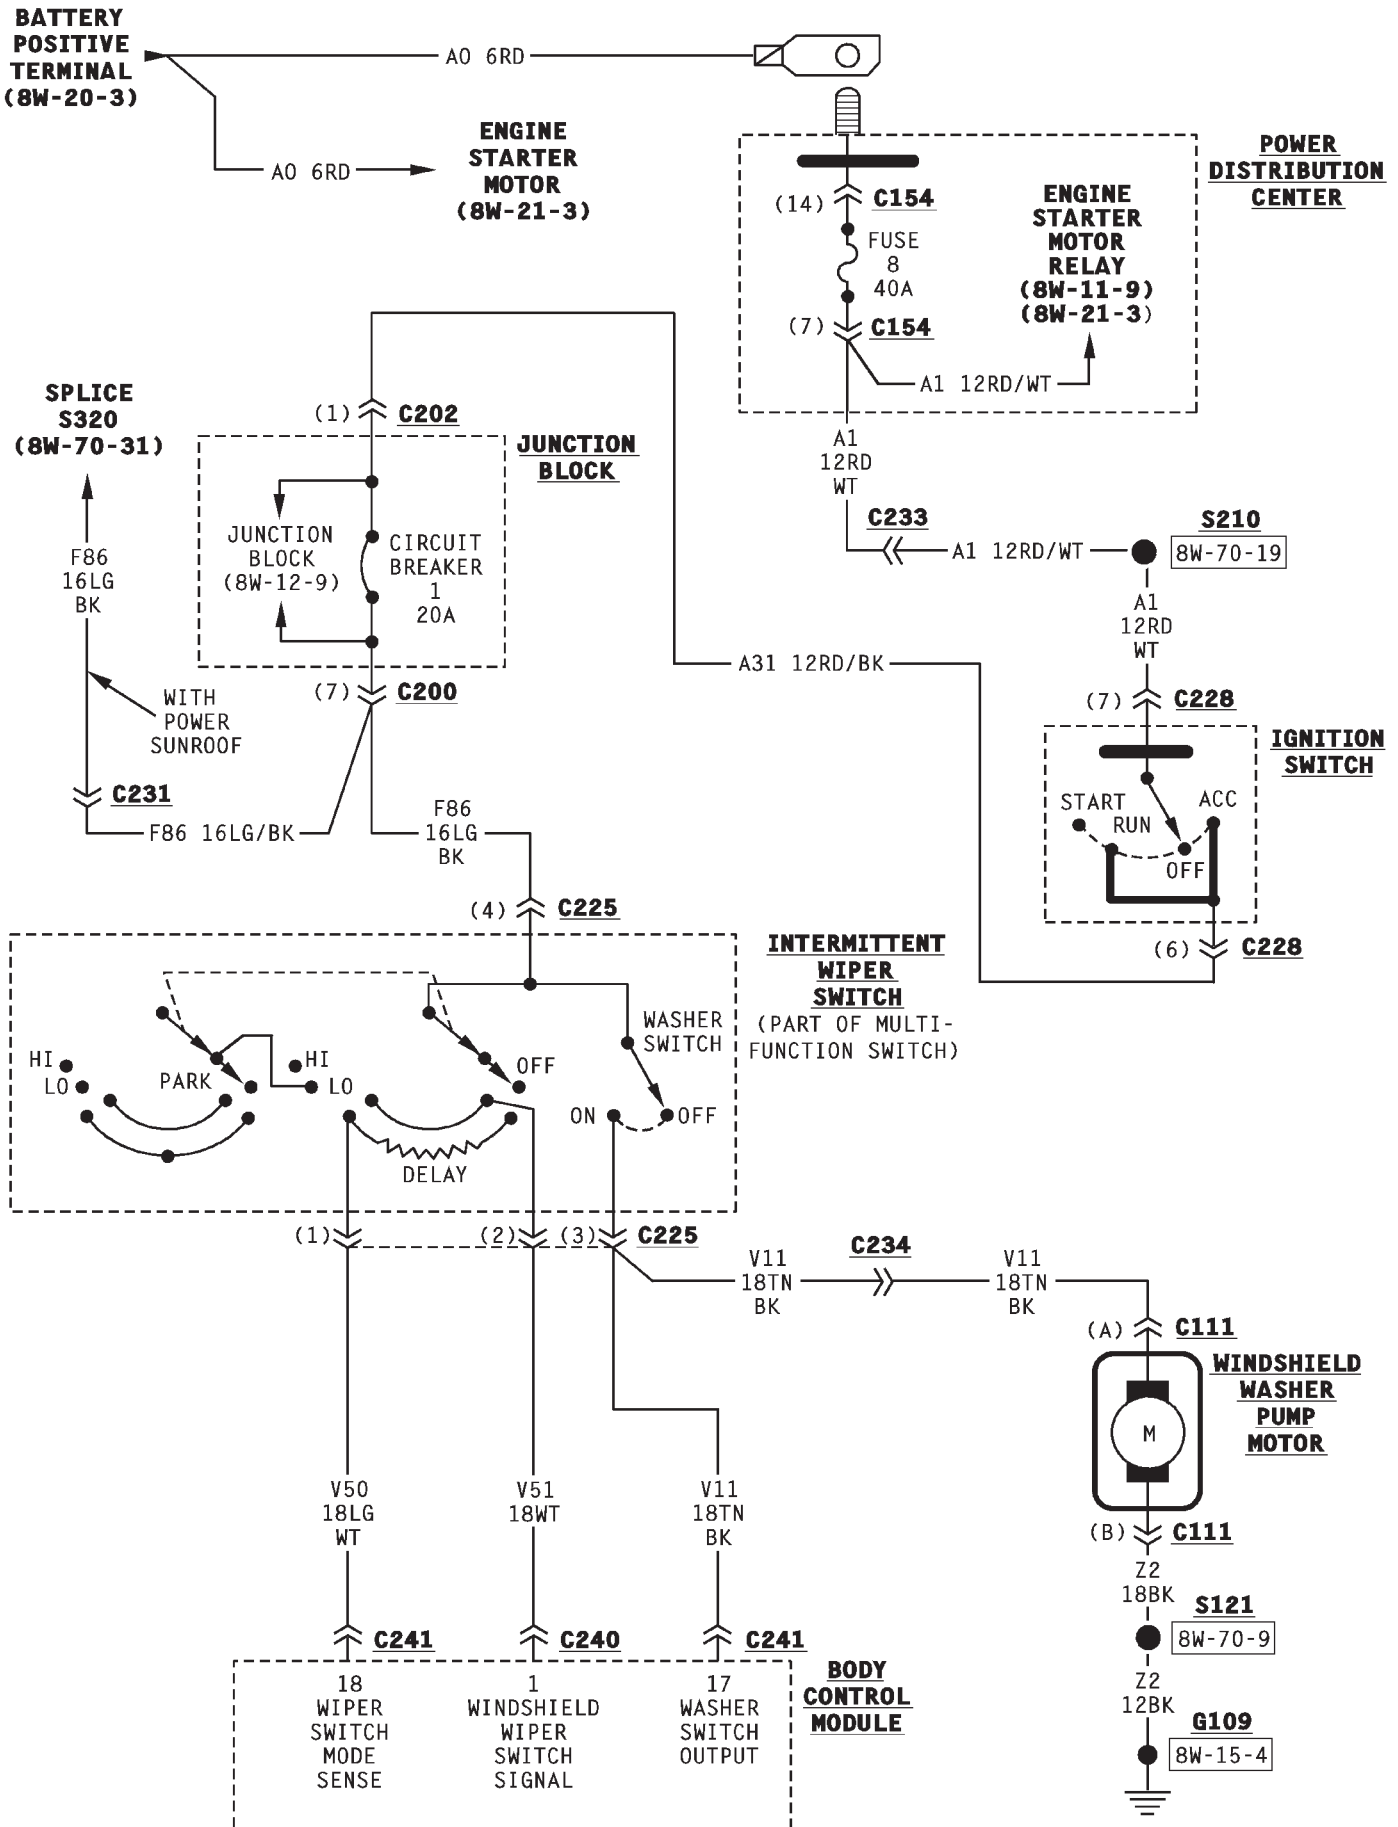 BATTERY
POSITIVE
TERMINAL
(8W-20-3)
A0 6RD
A0 6RD
ENGINE
STARTER
MOTOR
(8W-21-3)
POWER
DISTRIBUTION
CENTER
(14) C154
FUSE
8
40A
(7) C154
ENGINE
STARTER
MOTOR
RELAY
(8W-11-9)
(8W-21-3)
A1 12RD/WT
A1
12RD
WT
C233
A1 12RD/WT
S210
8W-70-19
A1
12RD
WT
(7) C228
IGNITION
SWITCH
START
RUN
ACC
OFF
(6) C228
A31 12RD/BK
(1) C202
JUNCTION
BLOCK
JUNCTION
BLOCK
(8W-12-9)
CIRCUIT
BREAKER
1
20A
(7) C200
SPLICE
S320
(8W-70-31)
F86
16LG
BK
WITH
POWER
SUNROOF
C231
F86 16LG/BK
F86
16LG
BK
(4) C225
INTERMITTENT
WIPER
SWITCH
(PART OF MULTI-
FUNCTION SWITCH)
HI
LO
PARK
HI
LO
OFF
DELAY
WASHER
SWITCH
ON
OFF
(1) (2) (3) C225
V11
18TN
BK
C234
V11
18TN
BK
(A) C111
WINDSHIELD
WASHER
PUMP
MOTOR
M
(B) C111
Z2
18BK
S121
8W-70-9
Z2
12BK
G109
8W-15-4
V50
18LG
WT
V51
18WT
V11
18TN
BK
C241
C240
C241
BODY
CONTROL
MODULE
18
WIPER
SWITCH
MODE
SENSE
1
WINDSHIELD
WIPER
SWITCH
SIGNAL
17
WASHER
SWITCH
OUTPUT